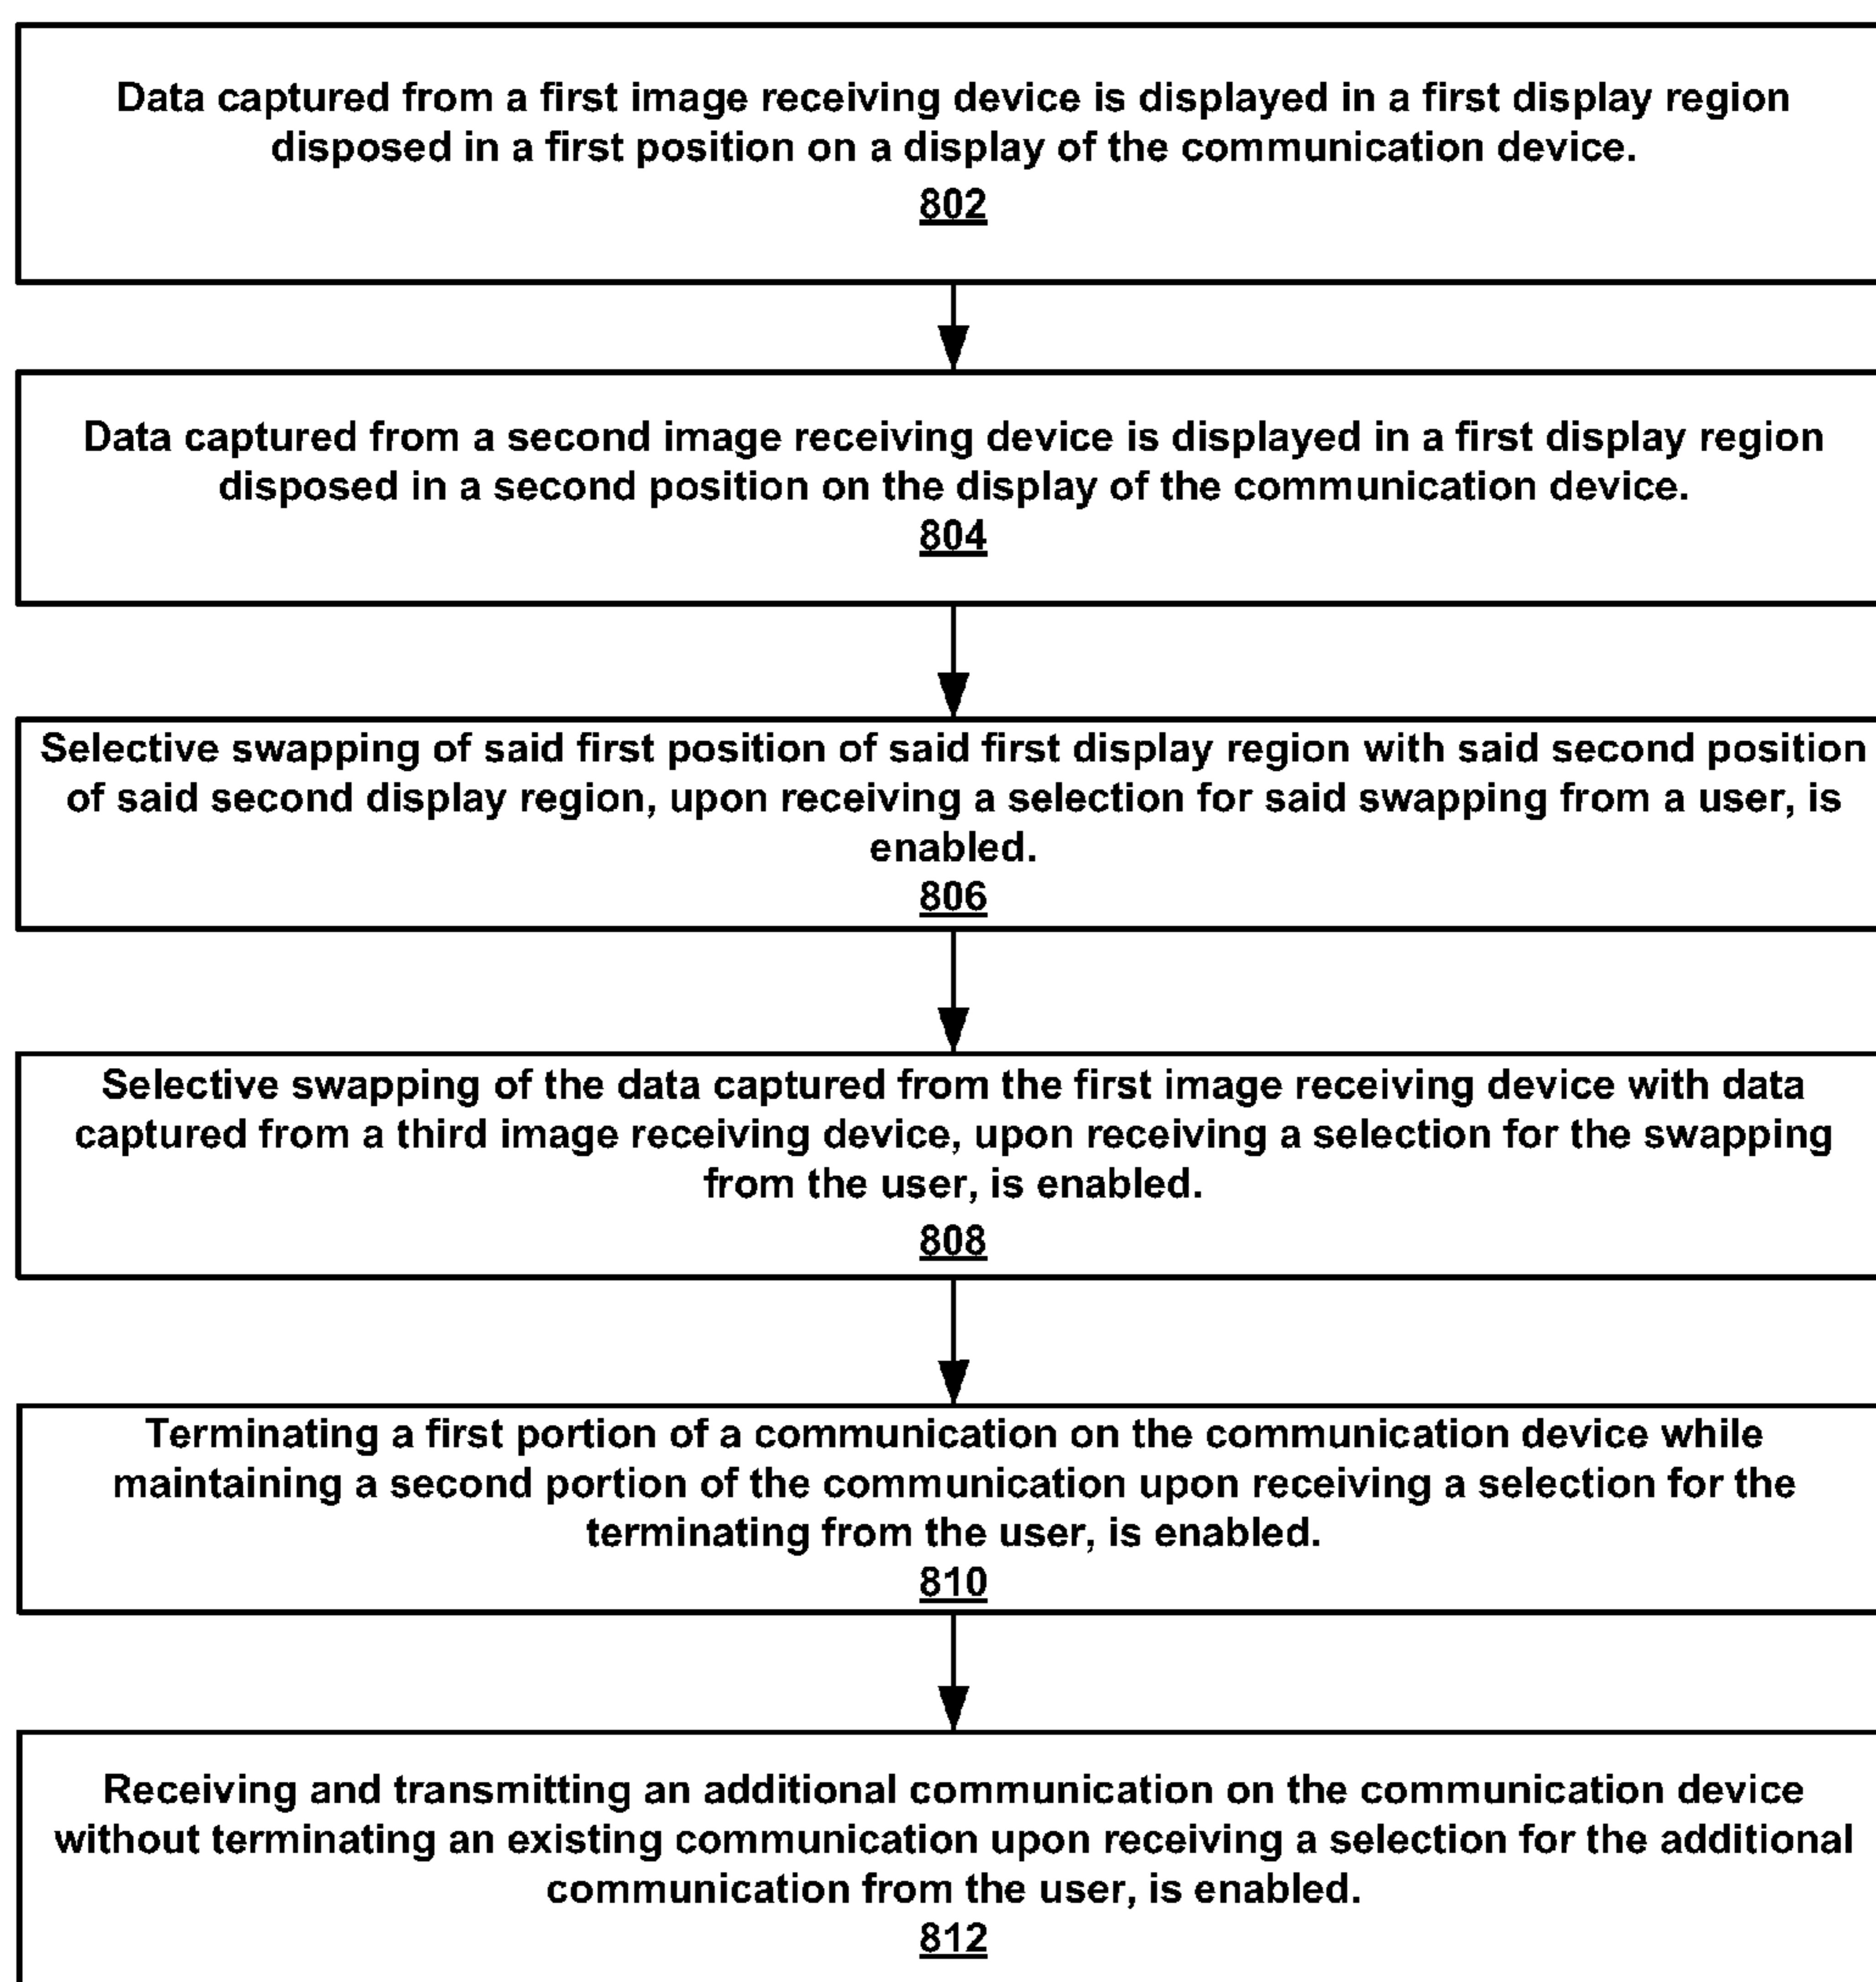 Data captured from a first image receiving device is displayed in a first display region
disposed in a first position on a display of the communication device.
802
Data captured from a second image receiving device is displayed in a first display region
disposed in a second position on the display of the communication device.
804
Selective swapping of said first position of said first display region with said second position
of said second display region, upon receiving a selection for said swapping from a user, is
enabled.
806
Selective swapping of the data captured from the first image receiving device with data
captured from a third image receiving device, upon receiving a selection for the swapping
from the user, is enabled.
808
Terminating a first portion of a communication on the communication device while
maintaining a second portion of the communication upon receiving a selection for the
terminating from the user, is enabled.
810
Receiving and transmitting an additional communication on the communication device
without terminating an existing communication upon receiving a selection for the additional
communication from the user, is enabled.
812